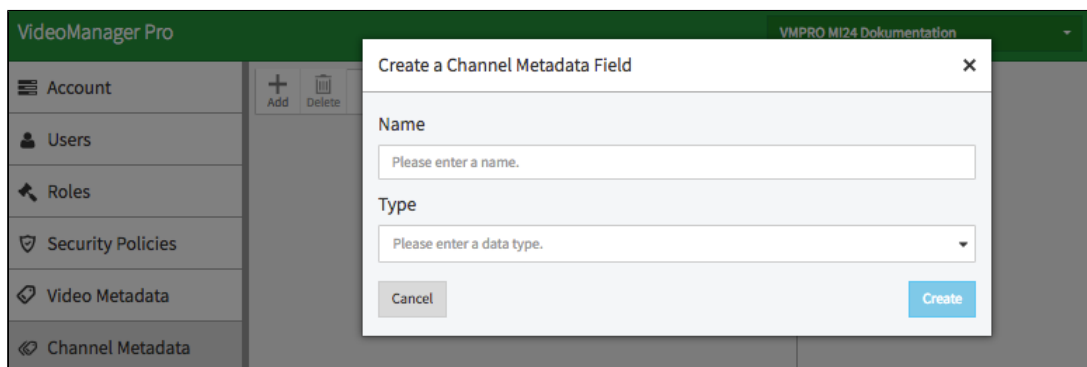 VideoManager Pro
VMPRO MI24 Dokumentation
Account
Users
Roles
Security Policies
Video Metadata
Channel Metadata
Add
Delete
Create a Channel Metadata Field
Name
Please enter a name.
Type
Please enter a data type.
Cancel
Create